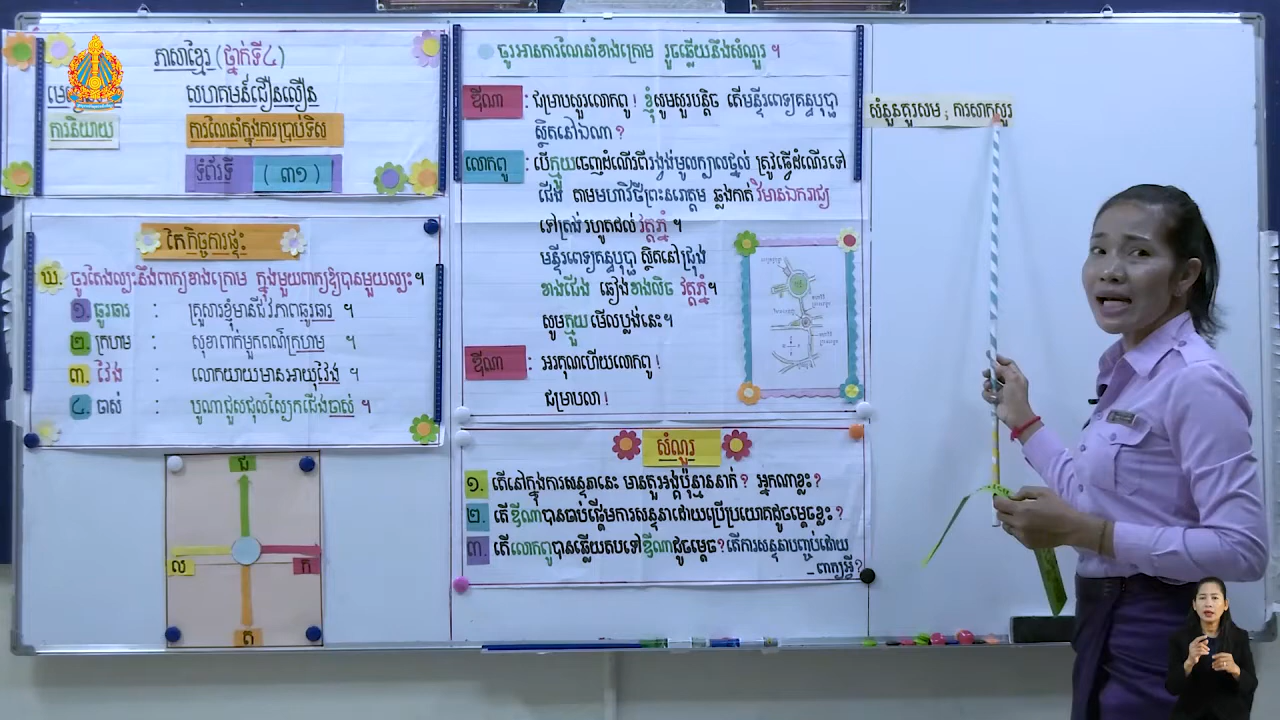 ភាសាខ្មែរ (ថ្នាក់ទី៤)
មេ
សហគមន៍ជឿនលឿន
ការនិយាយ
ការណែនាំក្នុងការប្រាប់ទិស
ទំព័រទី ( ៣១ )
កែកិច្ចការផ្ទះ
ឃ. ចូរតែងល្បះនឹងពាក្យខាងក្រោម ក្នុងមួយពាក្យឱ្យបានមួយល្បះ ។
១. ធូរធារ : គ្រួសារខ្ញុំមានជីវភាពធូរធារ ។
២. ក្រហម : សុខាពាក់មួកពណ៌ក្រហម ។
៣. វែង : លោកយាយមានអាយុវែង ។
៤. ចាស់ : បូណាជួសជុលស្បែកជើងចាស់ ។
ជ
ល
ក
ត
ចូរអានការណែនាំខាងក្រោម រួចឆ្លើយនឹងសំណួរ ។
ឌីណា : ជម្រាបសួរលោកពូ ! ខ្ញុំសូមសួរបន្តិច តើមន្ទីរពេទ្យគន្ធបុប្ផា
ស្ថិតនៅឯណា ?
លោកពូ : បើក្មួយចេញដំណើរពីរង្វង់មូលក្បាលថ្នល់ ត្រូវធ្វើដំណើរទៅ
ជើង តាមមហាវិថីព្រះនរោត្តម ឆ្លងកាត់ វិមានឯករាជ្យ
ទៅត្រង់ រហូតដល់ វត្តភ្នំ ។
មន្ទីរពេទ្យគន្ធបុប្ផា ស្ថិតនៅជ្រុង
ខាងជើង ឆៀងខាងលិច វត្តភ្នំ។
សូមក្មួយមើលប្លង់នេះ។
ឌីណា : អរគុណហើយលោកពូ !
ជម្រាបលា !
សំណួរ
១. តើនៅក្នុងការសន្ទនានេះ មានតួអង្គប៉ុន្មាននាក់ ? អ្នកណាខ្លះ ?
២. តើឌីណាបានចាប់ផ្ដើមការសន្ទនាដោយប្រើប្រយោគដូចម្ដេចខ្លះ ?
៣. តើលោកពូបានឆ្លើយតបទៅឌីណាដូចម្ដេច? តើការសន្ទនាបញ្ចប់ដោយ
ពាក្យអ្វី?
សំនួនគួរសម ; ការសាកសួរ